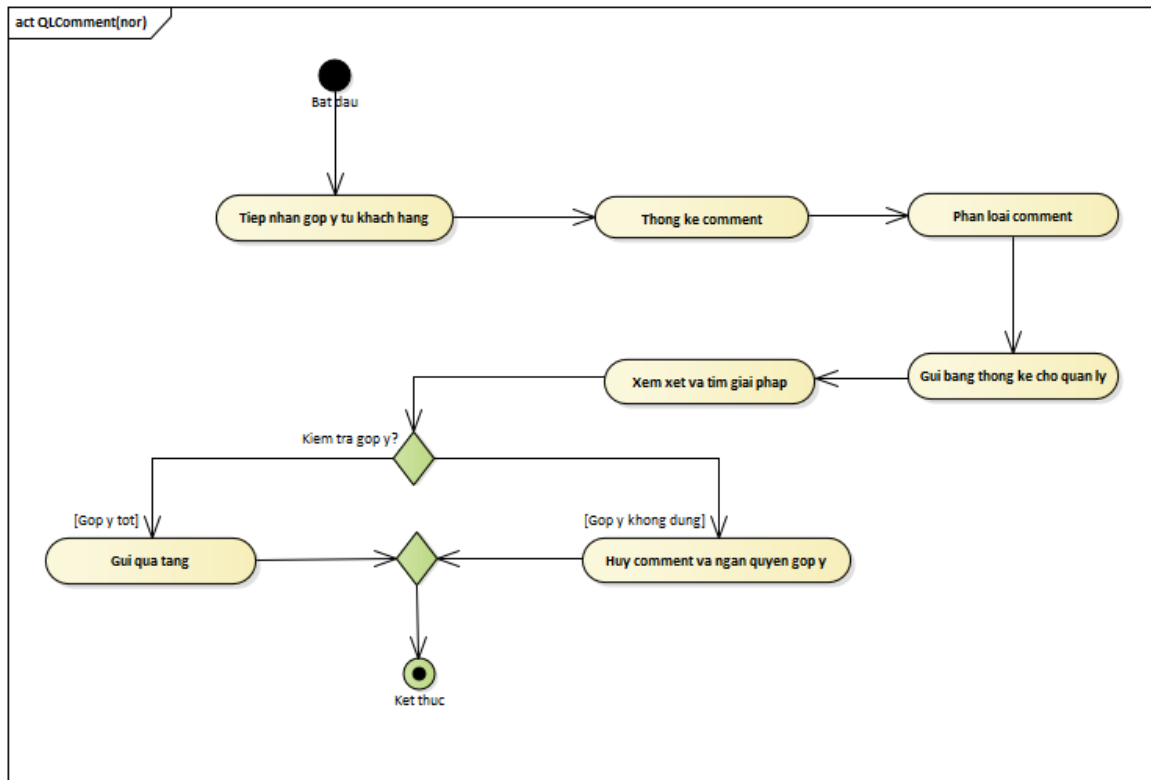 act QLComment(nor)
Bat dau
Tiep nhan gop y tu khach hang
Thong ke comment
Phan loai comment
Gui bang thong ke cho quan ly
Xem xet va tim giai phap
Kiem tra gop y?
[Gop y tot]
[Gop y khong dung]
Gui qua tang
Huy comment va ngan quyen gop y
Ket thuc